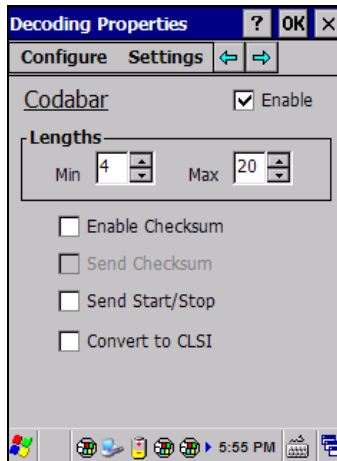 Decoding Properties ? OK ×
Configure Settings
Codabar Enable
Lengths
Min 4 Max 20
Enable Checksum
Send Checksum
Send Start/Stop
Convert to CLSI
5:55 PM